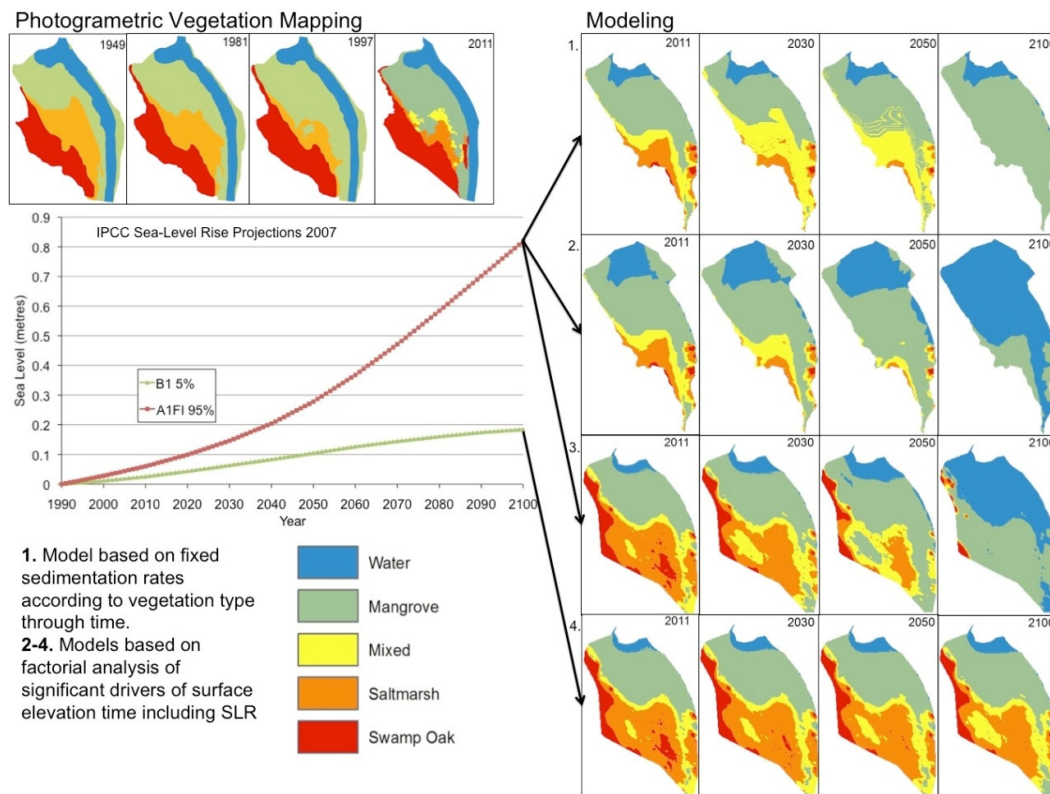 Photogrametric Vegetation Mapping
1949
1981
1997
2011
IPCC Sea-Level Rise Projections 2007
Sea Level (metres)
0.9
0.8
0.7
0.6
0.5
0.4
0.3
0.2
0.1
0
B1 5%
A1FI 95%
1990 2000 2010 2020 2030 2040 2050 2060 2070 2080 2090 2100
Year
1. Model based on fixed
sedimentation rates
according to vegetation type
through time.
2-4. Models based on
factorial analysis of
significant drivers of surface
elevation time including SLR
Water
Mangrove
Mixed
Saltmarsh
Swamp Oak
Modeling
1. 2011 2030 2050 2100
2. 2011 2030 2050 2100
3. 2011 2030 2050 2100
4. 2011 2030 2050 2100